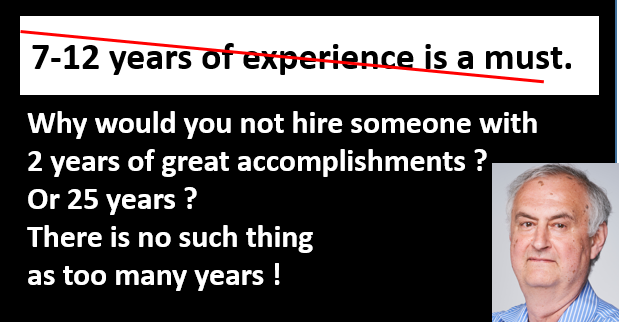 7-12 years of experience is a must.
Why would you not hire someone with
2 years of great accomplishments ?
Or 25 years ?
There is no such thing
as too many years !